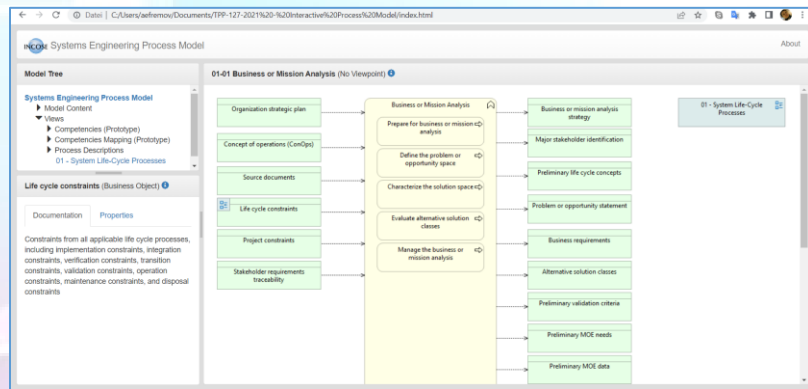 Datei | C:/Users/aefremov/Documents/TPP-127-2021%20-%20Interactive%20Process%20Model/index.html
INCOSE Systems Engineering Process Model
About
Model Tree
Systems Engineering Process Model
Model Content
Views
Competencies (Prototype)
Competencies Mapping (Prototype)
Process Descriptions
01 - System Life-Cycle Processes
Life cycle constraints (Business Object)
Documentation
Properties
Constraints from all applicable life cycle processes,
including implementation constraints, integration
constraints, verification constraints, transition
constraints, validation constraints, operation
constraints, maintenance constraints, and disposal
constraints
01-01 Business or Mission Analysis (No Viewpoint)
Organization strategic plan
Concept of operations (ConOps)
Source documents
Life cycle constraints
Project constraints
Stakeholder requirements
traceability
Business or Mission Analysis
Prepare for business or mission
analysis
Define the problem or
opportunity space
Characterize the solution space
Evaluate alternative solution
classes
Manage the business or
mission analysis
Business or mission analysis
strategy
Major stakeholder identification
Preliminary life cycle concepts
Problem or opportunity statement
Business requirements
Alternative solution classes
Preliminary validation criteria
Preliminary MOE needs
Preliminary MOE data
01 - System Life-Cycle
Processes